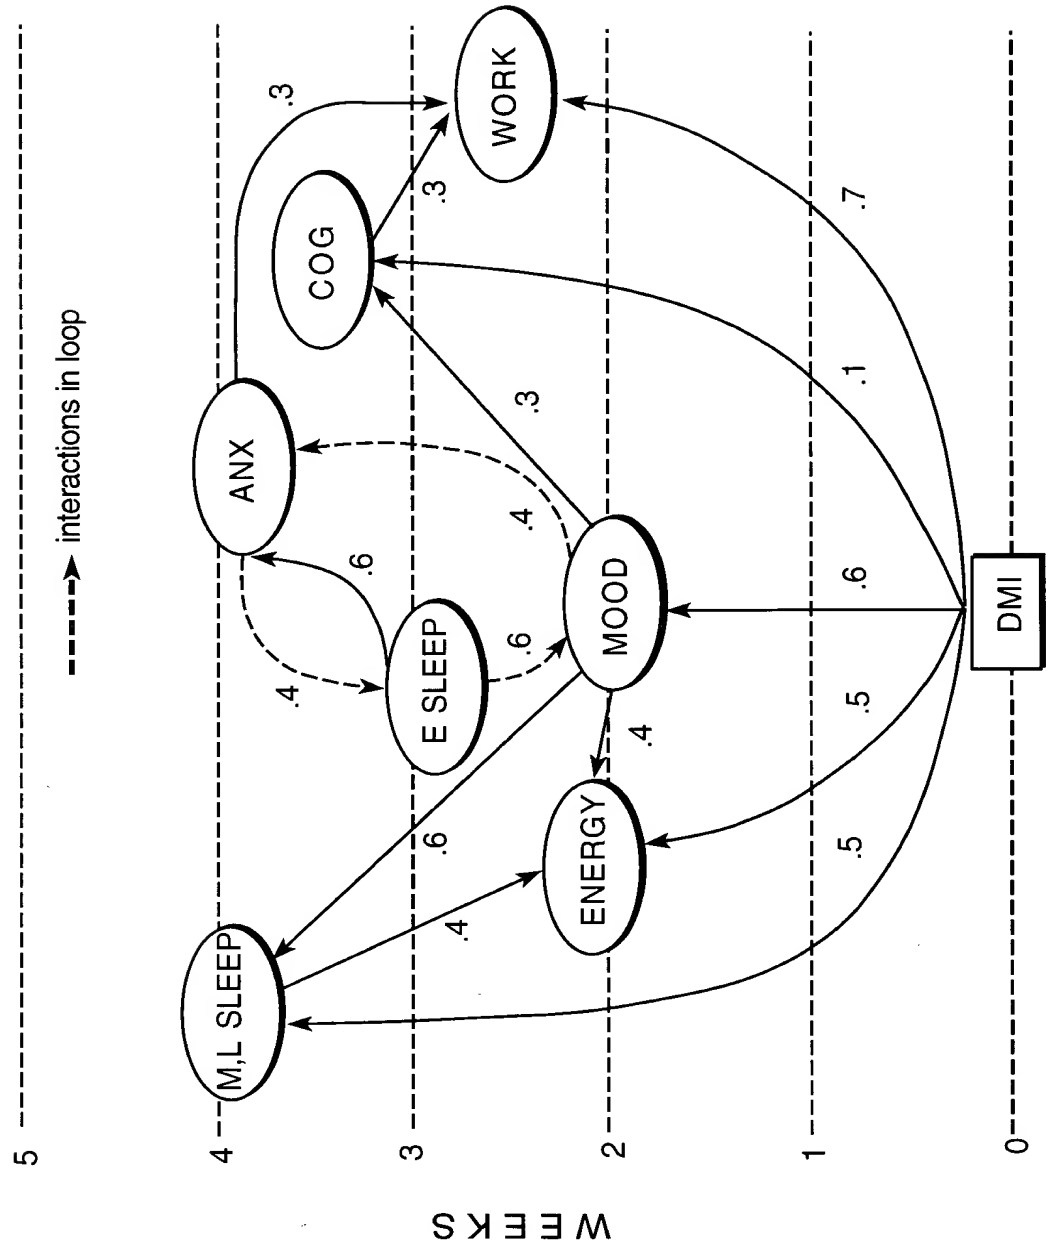 5
interactions in loop
4
3
2
1
0
WEEKS
M,L SLEEP
ANX
COG
WORK
E SLEEP
ENERGY
MOOD
DMI
.3
.3
.6
.4
.4
.3
.6
.6
.4
.4
.5
.5
.6
.1
.7